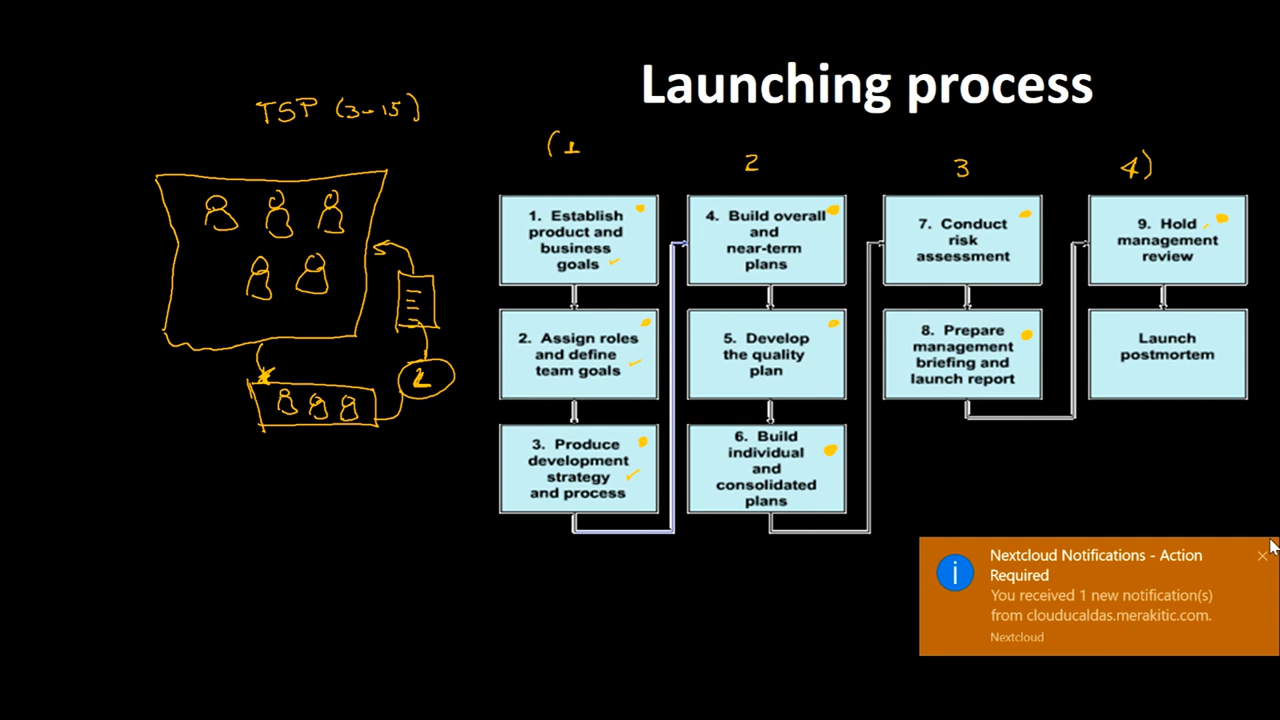 Launching process
TSP (3-15)
(1
2
3
4)
1. Establish
product and
business
goals
2. Assign roles
and define
team goals
3. Produce
development
strategy
and process
4. Build overall
and
near-term
plans
5. Develop
the quality
plan
6. Build
individual
and
consolidated
plans
7. Conduct
risk
assessment
8. Prepare
management
briefing and
launch report
9. Hold
management
review
Launch
postmortem
Nextcloud Notifications - Action
Required
You received 1 new notification(s)
from clouducaldas.merakitic.com.
Nextcloud